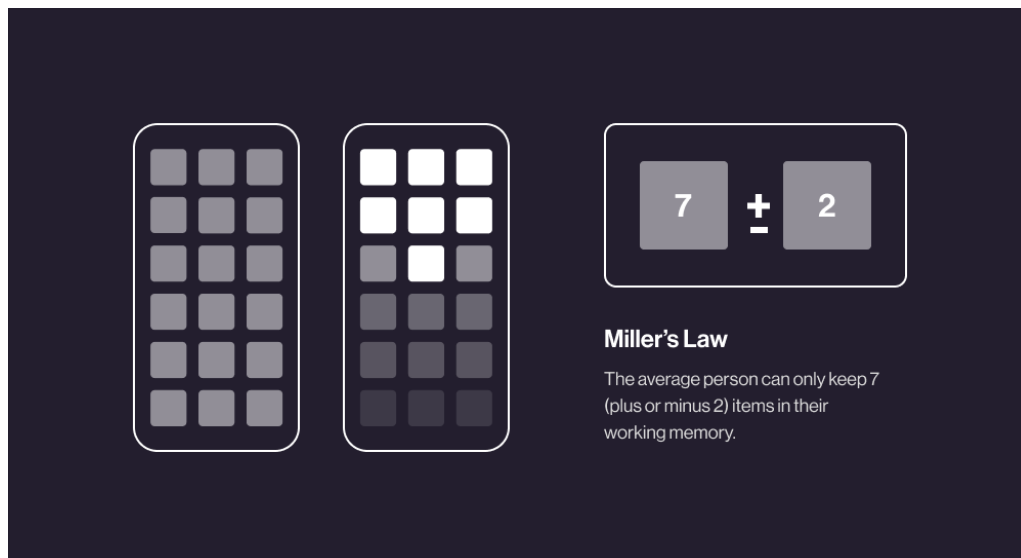 7 ± 2
Miller’s Law
The average person can only keep 7
(plus or minus 2) items in their
working memory.